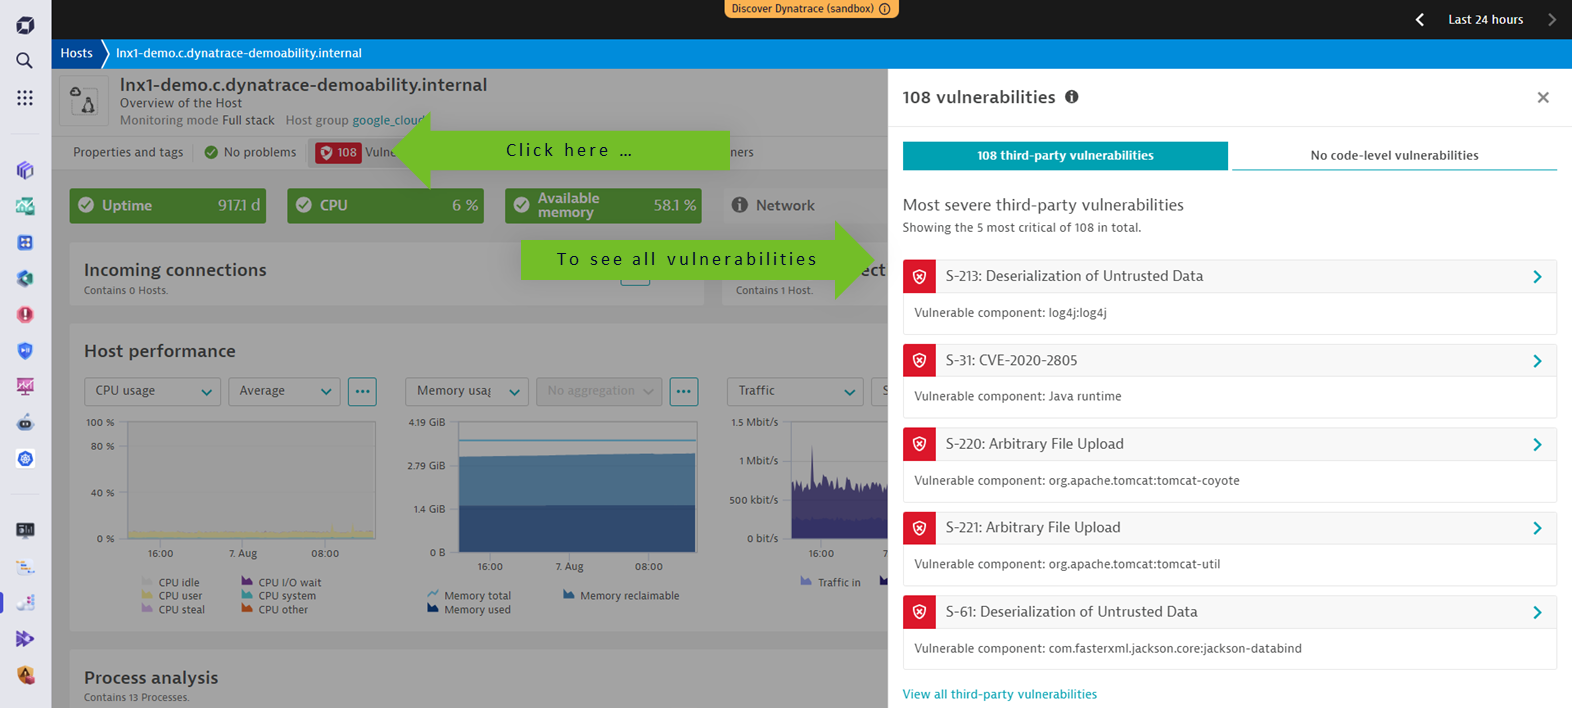 Discover Dynatrace (sandbox)
Last 24 hours
Hosts
lnx1-demo.c.dynatrace-demoability.internal
lnx1-demo.c.dynatrace-demoability.internal
Overview of the Host
Monitoring mode Full stack Host group google_cloud
Properties and tags
No problems
108
Click here ...
Uptime 917.1 d
CPU 6 %
Available
memory
58.1 %
Network
To see all vulnerabilities
Incoming connections
Contains 0 Hosts.
Contains 1 Host.
Host performance
CPU usage
Average
...
No aggregation
...
Traffic
100 %
80 %
40 %
0 %
16:00 7. Aug 08:00
CPU idle
CPU user
CPU steal
CPU I/O wait
CPU system
CPU other
4.19 GiB
2.79 GiB
1.4 GiB
0 B
16:00 7. Aug 08:00
Memory total
Memory used
Memory reclaimable
1.5 Mbit/s
1 Mbit/s
500 kbit/s
0 bit/s
16:00
Traffic in
Process analysis
Contains 13 Processes.
108 vulnerabilities
108 third-party vulnerabilities
No code-level vulnerabilities
Most severe third-party vulnerabilities
Showing the 5 most critical of 108 in total.
S-213: Deserialization of Untrusted Data
Vulnerable component: log4j:log4j
S-31: CVE-2020-2805
Vulnerable component: Java runtime
S-220: Arbitrary File Upload
Vulnerable component: org.apache.tomcat:tomcat-coyote
S-221: Arbitrary File Upload
Vulnerable component: org.apache.tomcat:tomcat-util
S-61: Deserialization of Untrusted Data
Vulnerable component: com.fasterxml.jackson.core:jackson-databind
View all third-party vulnerabilities